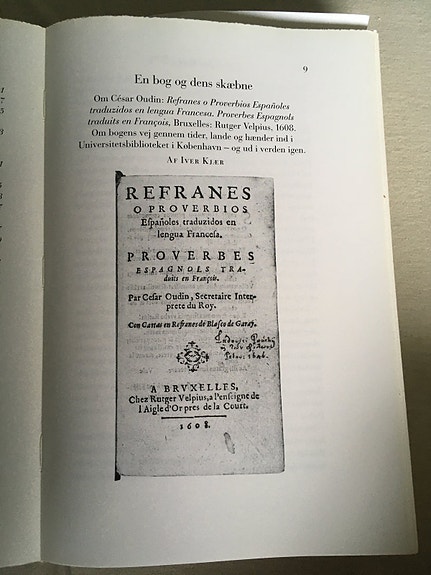 9
En bog og dens skæbne
Om César Oudin: Refranes o Proverbios Españoles
traduzidos en lengua Francesa. Proverbes Espagnols
traduits en François, Bruxelles: Rutger Velpius, 1608.
Om bogens vej gennem tider, lande og hænder ind i
Universitetsbiblioteket i København – og ud i verden igen.
AF IVER KJÆR
REFRANES
O PROVERBIOS
Españoles traduzidos en
lengua Francesa.
PROVERBES
ESPAGNOLS TRA-
duits en François.
Par Cesar Oudin, Secretaire Inter-
prete du Roy.
Con Cartas en Refranes de Blasco de Garay.
A BRVXELLES,
Chez Rutger Velpius, a l'enseigne de
l'Aigle d'Or pres de la Court.
1608.